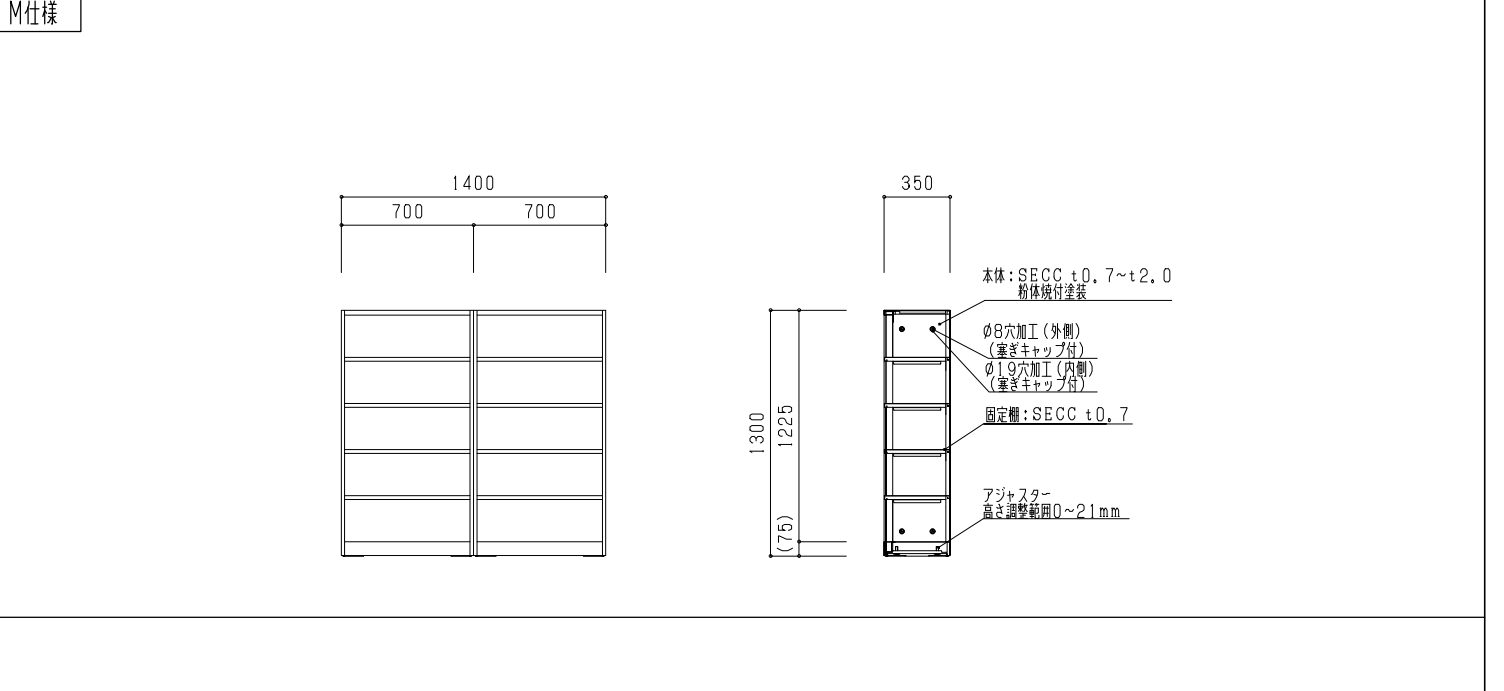 M仕様
1400
700
700
350
本体：SECC t0.7~t2.0
粉体焼付塗装
φ8穴加工(外側)
(塞ぎキャップ付)
φ19穴加工(内側)
(塞ぎキャップ付)
固定棚：SECC t0.7
アジャスター
高さ調整範囲0~21mm
1300
1225
(75)